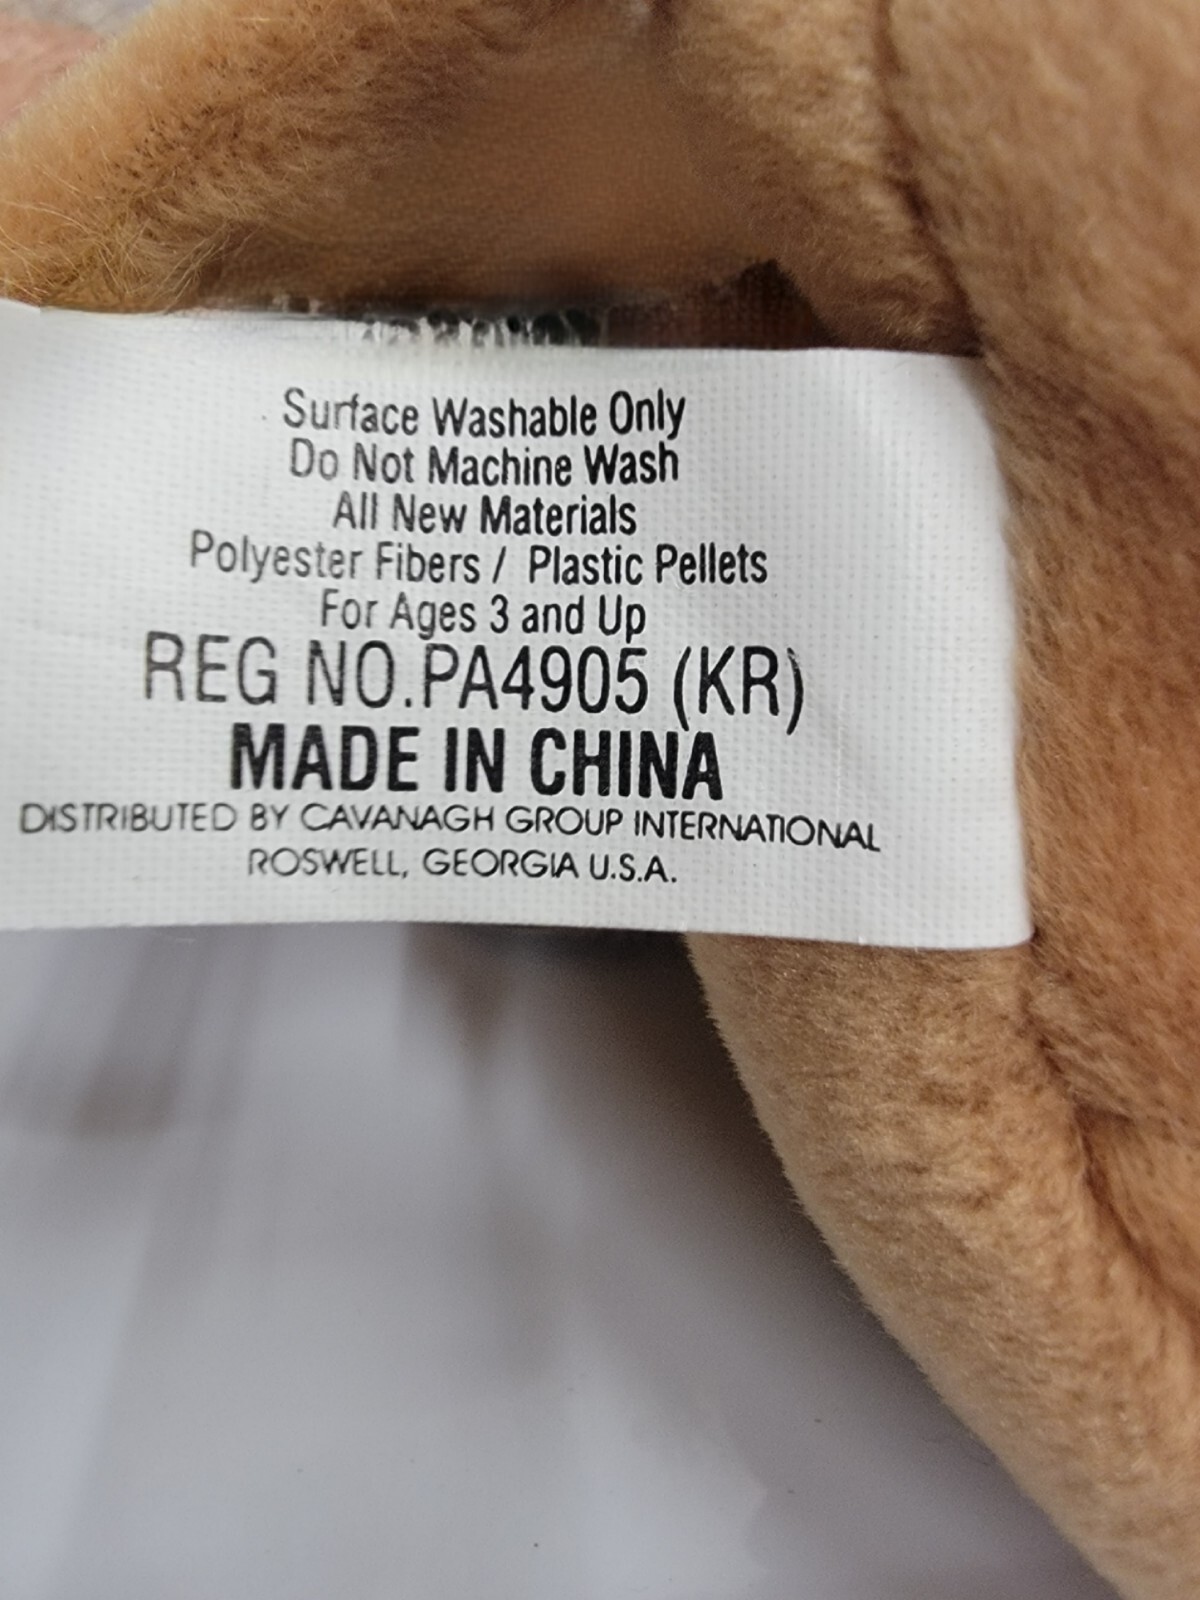 Surface Washable Only
Do Not Machine Wash
All New Materials
Polyester Fibers / Plastic Pellets
For Ages 3 and Up
REG NO.PA4905 (KR)
MADE IN CHINA
DISTRIBUTED BY CAVANAGH GROUP INTERNATIONAL
ROSWELL, GEORGIA U.S.A.